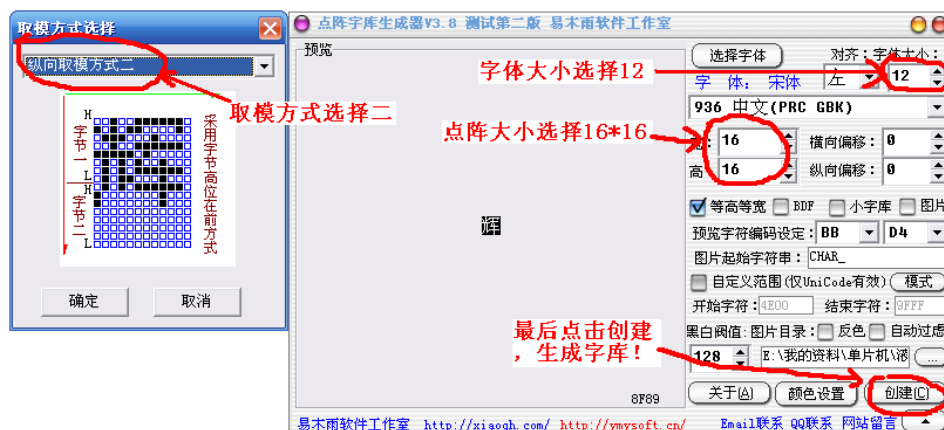 取模方式选择
纵向取模方式二
取模方式选择二
H
字节一
L
H
字节二
L
采用字节高位在前方式
确定
取消
点阵字库生成器V3.8 测试第二版 易木雨软件工作室
预览
辉
8F89
选择字体
对齐:字体大小:
字 体: 宋体
左
12
字体大小选择12
936 中文(PRC GBK)
点阵大小选择16*16
16
横向偏移:
0
高
16
纵向偏移:
0
等高等宽
BDF
小字库
图片
预览字符编码设定:
BB
D4
图片起始字符串:
CHAR_
自定义范围(仅UniCode有效)
模式
开始字符:
4E00
结束字符:
9FFF
黑白阀值:
图片目录:
反色
自动过虑
128
E:\我的资料\单片机\液
...
最后点击创建
,生成字库!
关于(A)
颜色设置
创建(C)
易木雨软件工作室 http://xiaoqh.com/ http://ymysoft.cn/
Email联系 QQ联系 网站留言